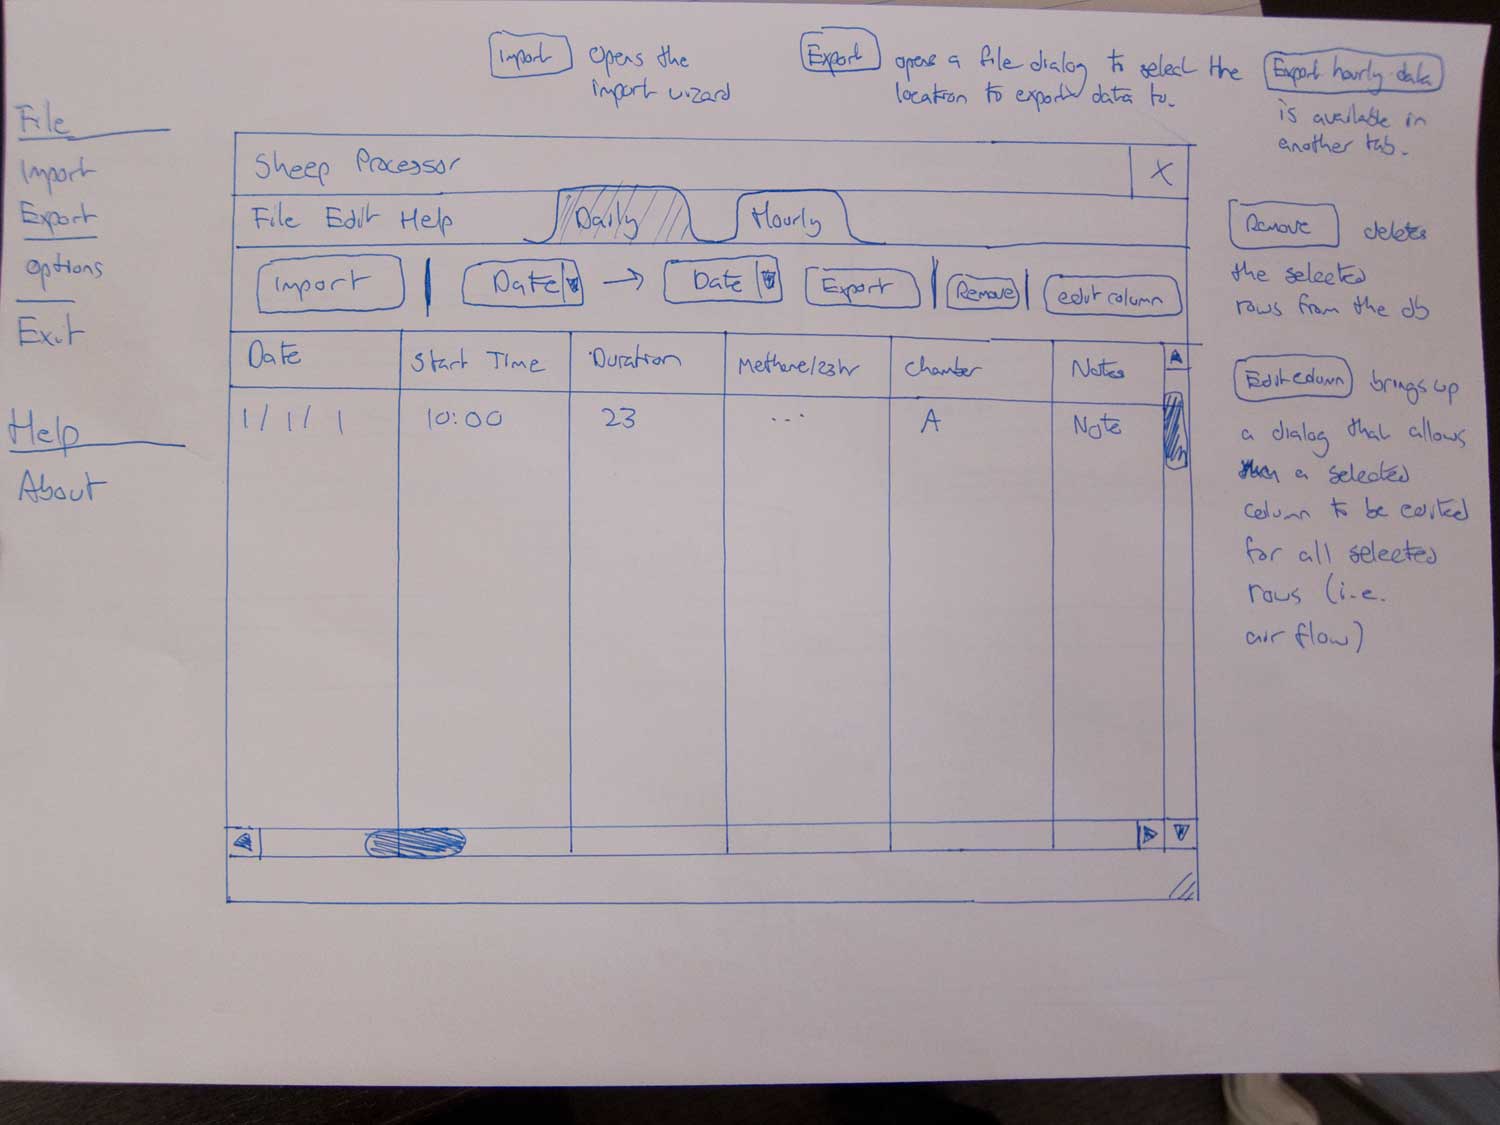 Import Opens the
import wizard
Export opens a file dialog to select the
location to export data to.
Export hourly data
is available in
another tab.
File
Import
Export
options
Exit
Help
About
Sheep Processor X
File Edit Help Daily Hourly
Import Date Date Export Remove edit column
Date Start Time Duration Methane/23hr Chamber Notes
1/1/1 10:00 23 ... A Note
Remove deletes
the selected
rows from the db
Edit column brings up
a dialog that allows
a selected
column to be edited
for all selected
rows (i.e.
air flow)